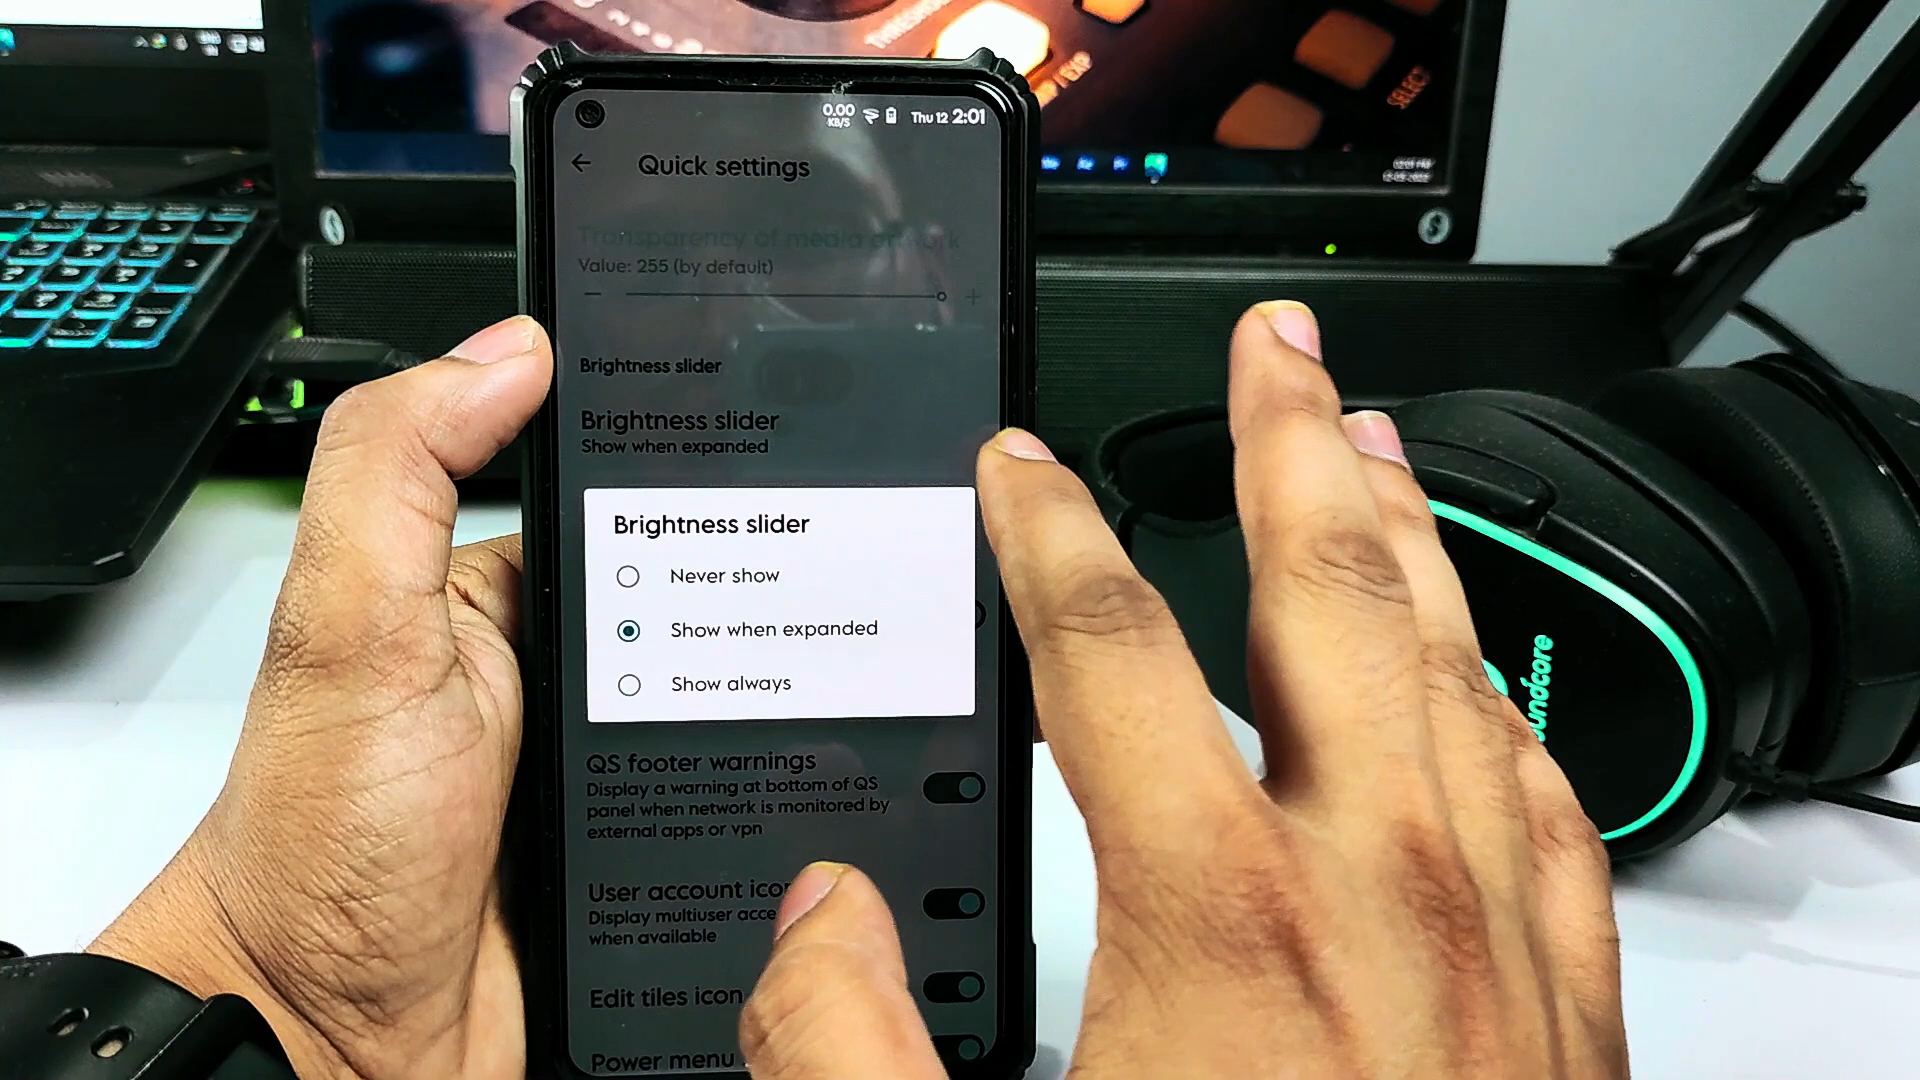 SELECT
0.00
KB/S
Thu 12 2:01
Quick settings
Transparency of media artwork
Value: 255 (by default)
Brightness slider
Brightness slider
Show when expanded
Brightness slider
Never show
Show when expanded
Show always
QS footer warnings
Display a warning at bottom of QS
panel when network is monitored by
external apps or vpn
User account
Display multiuser
when available
Edit tiles icon
Power menu